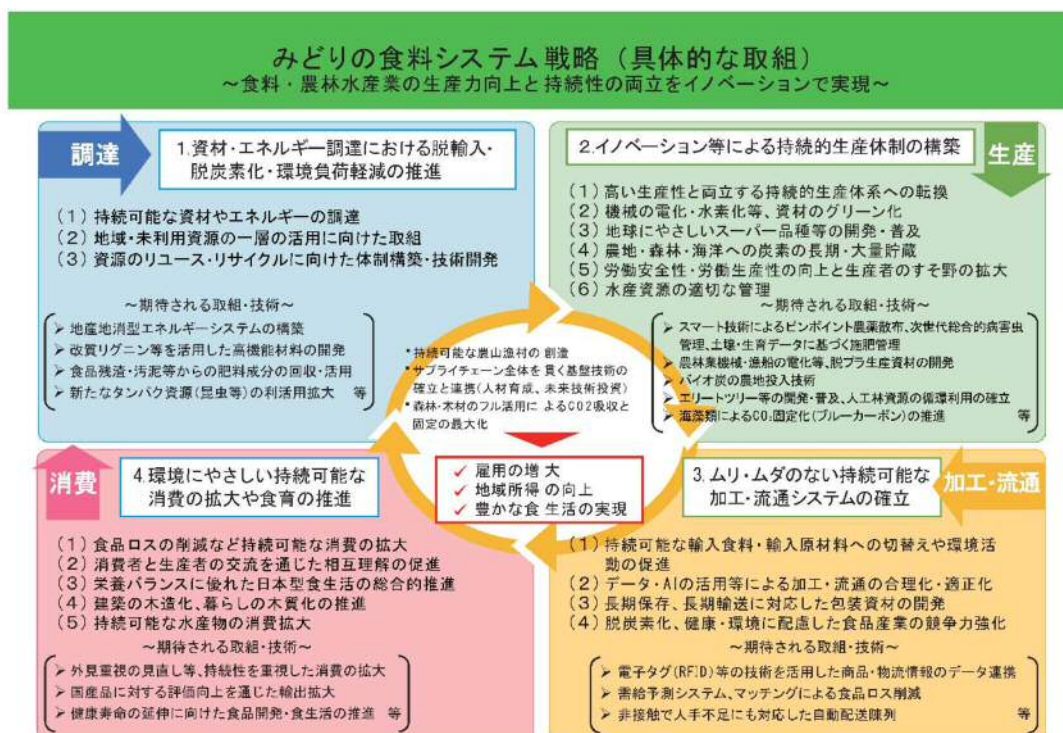 みどりの食料システム戦略（具体的な取組）
～食料・農林水産業の生産力向上と持続性の両立をイノベーションで実現～
調達
1.資材・エネルギー調達における脱輸入・
脱炭素化・環境負荷軽減の推進
（1）持続可能な資材やエネルギーの調達
（2）地域・未利用資源の一層の活用に向けた取組
（3）資源のリユース・リサイクルに向けた体制構築・技術開発
～期待される取組・技術～
➢ 地産地消型エネルギーシステムの構築
➢ 改質リグニン等を活用した高機能材料の開発
➢ 食品残渣・汚泥等からの肥料成分の回収・活用
➢ 新たなタンパク資源（昆虫等）の利活用拡大 等
2.イノベーション等による持続的生産体制の構築
生産
（1）高い生産性と両立する持続的生産体系への転換
（2）機械の電化・水素化等、資材のグリーン化
（3）地球にやさしいスーパー品種等の開発・普及
（4）農地・森林・海洋への炭素の長期・大量貯蔵
（5）労働安全性・労働生産性の向上と生産者のすそ野の拡大
（6）水産資源の適切な管理
～期待される取組・技術～
➢ スマート技術によるピンポイント農薬散布、次世代総合的病害虫
管理、土壌・生育データに基づく施肥管理
➢ 農林業機械・漁船の電化等、脱プラ生産資材の開発
➢ バイオ炭の農地投入技術
➢ エリートツリー等の開発・普及、人工林資源の循環利用の確立
➢ 海藻類によるCO₂固定化（ブルーカーボン）の推進 等
・持続可能な農山漁村の 創造
・サプライチェーン全体を貫く基盤技術の
確立と連携（人材育成、未来技術投資）
・森林・木材のフル活用に よるCO2吸収と
固定の最大化
✓ 雇用の増 大
✓ 地域所得 の向上
✓ 豊かな食 生活の実現
消費
4.環境にやさしい持続可能な
消費の拡大や食育の推進
（1）食品ロスの削減など持続可能な消費の拡大
（2）消費者と生産者の交流を通じた相互理解の促進
（3）栄養バランスに優れた日本型食生活の総合的推進
（4）建築の木造化、暮らしの木質化の推進
（5）持続可能な水産物の消費拡大
～期待される取組・技術～
➢ 外見重視の見直し等、持続性を重視した消費の拡大
➢ 国産品に対する評価向上を通じた輸出拡大
➢ 健康寿命の延伸に向けた食品開発・食生活の推進 等
3.ムリ・ムダのない持続可能な
加工・流通システムの確立
加工・流通
（1）持続可能な輸入食料・輸入原材料への切替えや環境活
動の促進
（2）データ・AIの活用等による加工・流通の合理化・適正化
（3）長期保存、長期輸送に対応した包装資材の開発
（4）脱炭素化、健康・環境に配慮した食品産業の競争力強化
～期待される取組・技術～
➢ 電子タグ（RFID）等の技術を活用した商品・物流情報のデータ連携
➢ 需給予測システム、マッチングによる食品ロス削減
➢ 非接触で人手不足にも対応した自動配送陳列 等